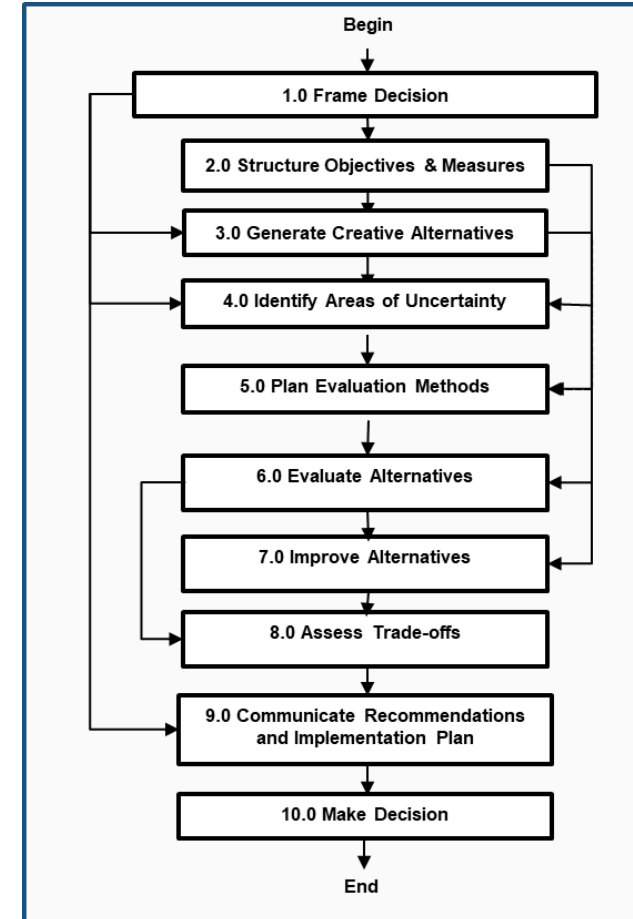 Begin
1.0 Frame Decision
2.0 Structure Objectives & Measures
3.0 Generate Creative Alternatives
4.0 Identify Areas of Uncertainty
5.0 Plan Evaluation Methods
6.0 Evaluate Alternatives
7.0 Improve Alternatives
8.0 Assess Trade-offs
9.0 Communicate Recommendations
and Implementation Plan
10.0 Make Decision
End